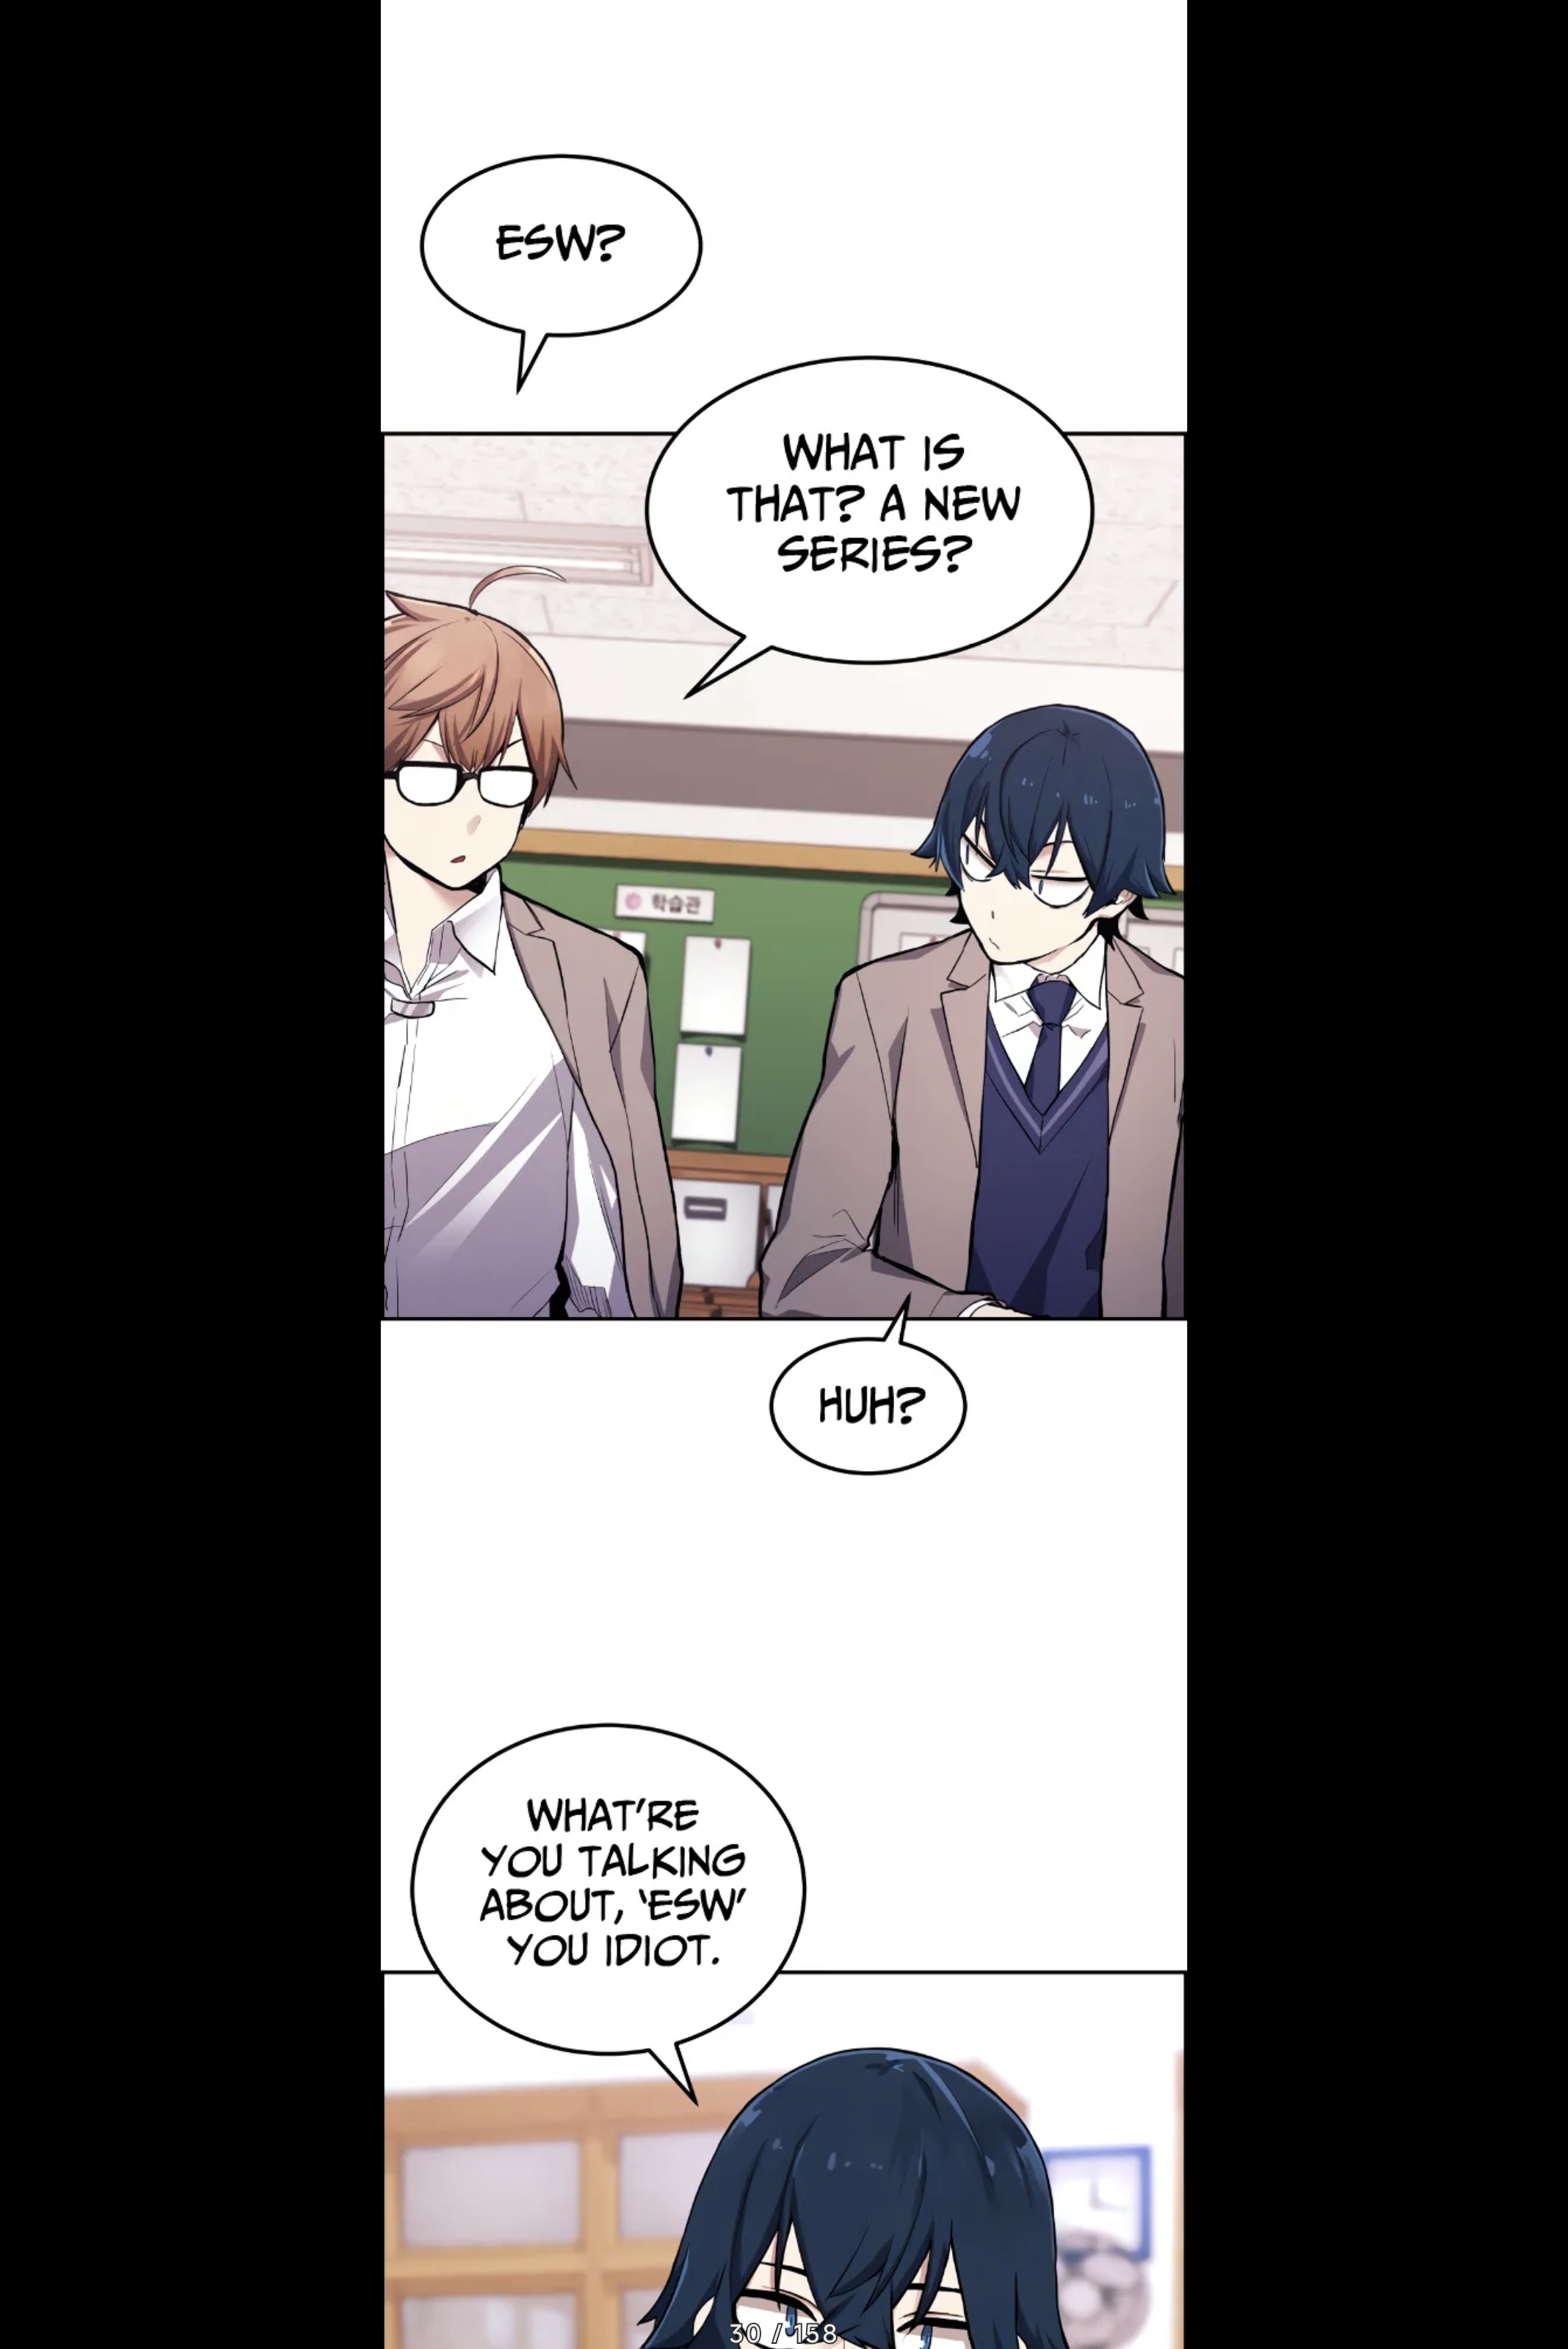 ESW?
WHAT IS
THAT? A NEW
SERIES?
학습관
HUH?
WHAT'RE
YOU TALKING
ABOUT, 'ESW'
YOU IDIOT.
30 / 158